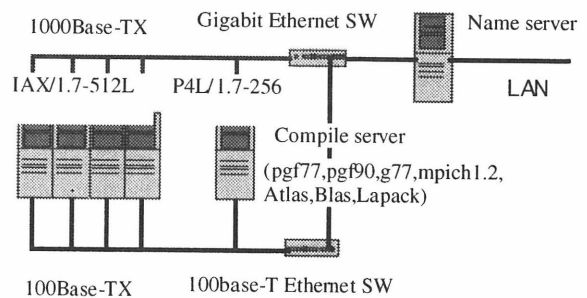 1000Base-TX
Gigabit Ethernet SW
Name server
IAX/1.7-512L
P4L/1.7-256
LAN
Compile server
(pgf77,pgf90,g77,mpich1.2,
Atlas,Blas,Lapack)
100Base-TX
100base-T Ethernet SW